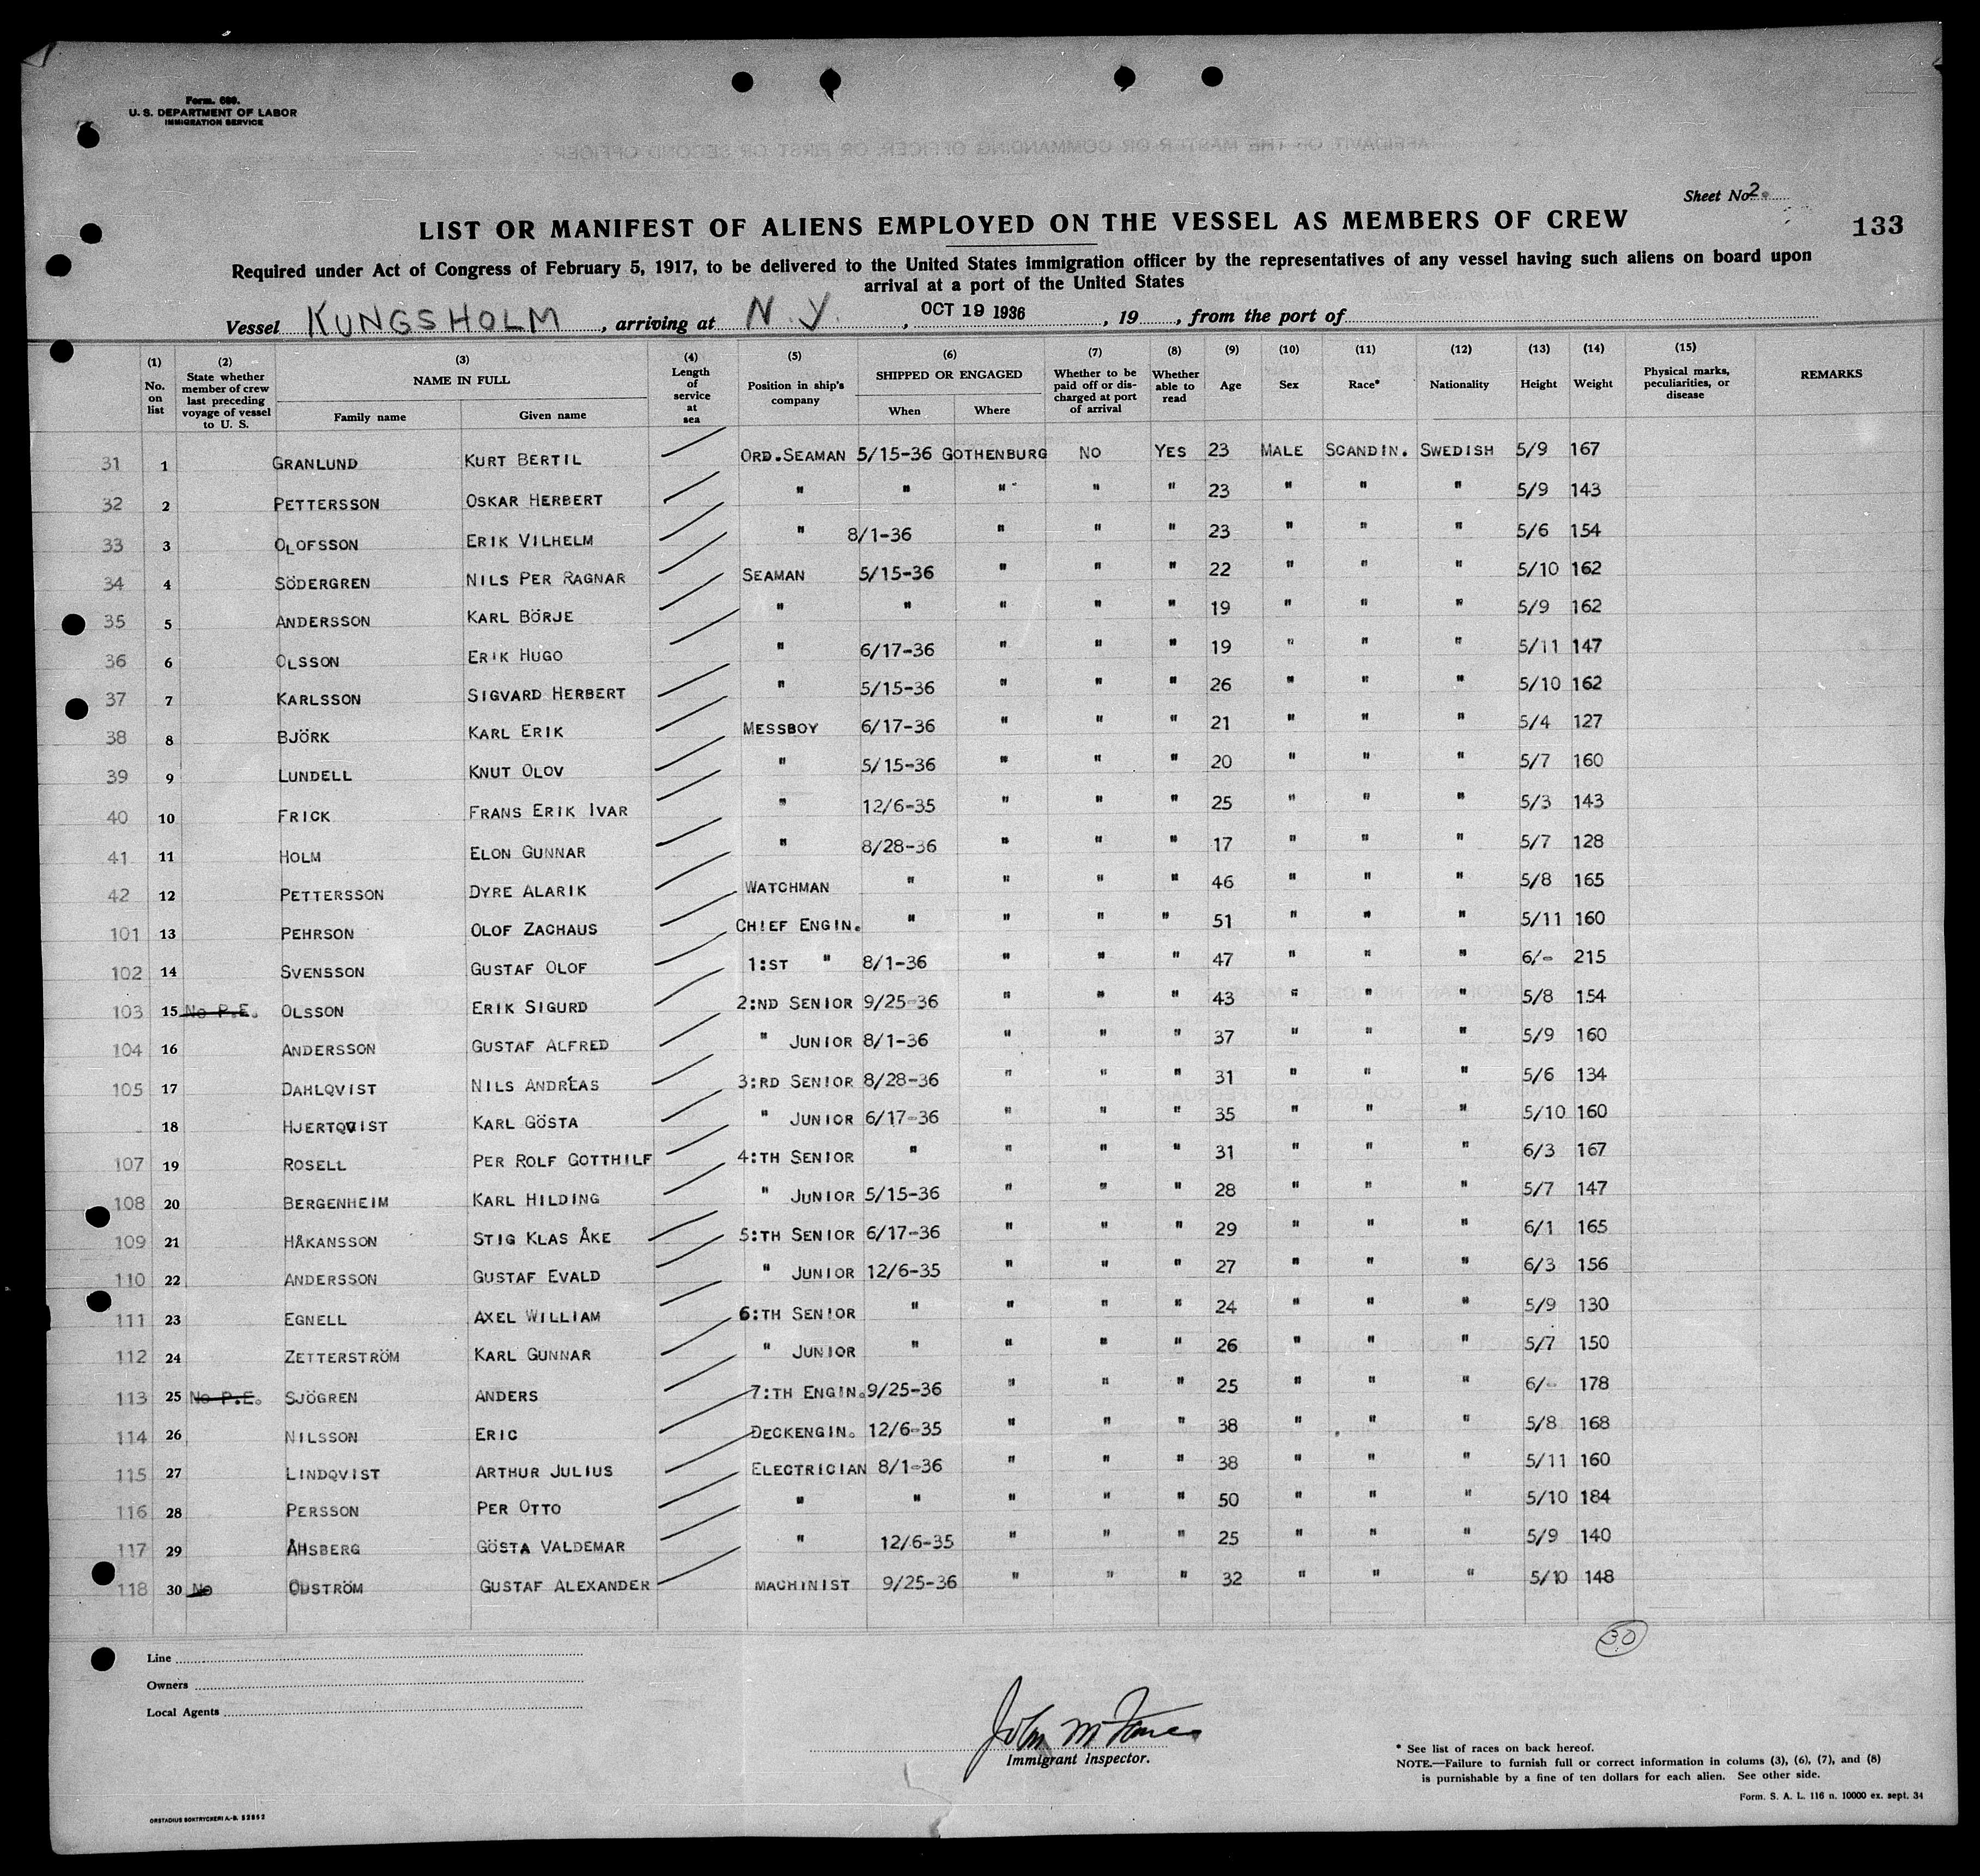 Form. 680.
U. S. DEPARTMENT OF LABOR
IMMIGRATION SERVICE
Sheet No. 2.
LIST OR MANIFEST OF ALIENS EMPLOYED ON THE VESSEL AS MEMBERS OF CREW
133
Required under Act of Congress of February 5, 1917, to be delivered to the United States immigration officer by the representatives of any vessel having such aliens on board upon
arrival at a port of the United States
Vessel KUNGSHOLM, arriving at N.Y., OCT 19 1936, 19, from the port of
(1) No. on list (2) State whether member of crew last preceding voyage of vessel to U. S. (3) NAME IN FULL Family name Given name (4) Length of service at sea (5) Position in ship's company (6) SHIPPED OR ENGAGED When Where (7) Whether to be paid off or discharged at port of arrival (8) Whether able to read (9) Age (10) Sex (11) Race* (12) Nationality (13) Height (14) Weight (15) Physical marks, peculiarities, or disease REMARKS
31 1 GRANLUND KURT BERTIL ORD.SEAMAN 5/15-36 GOTHENBURG NO YES 23 MALE SCANDIN. SWEDISH 5/9 167
32 2 PETTERSSON OSKAR HERBERT " " " " " 23 " " " 5/9 143
33 3 OLOFSSON ERIK VILHELM " 8/1-36 " " " 23 " " " 5/6 154
34 4 SÖDERGREN NILS PER RAGNAR SEAMAN 5/15-36 " " " 22 " " " 5/10 162
35 5 ANDERSSON KARL BÖRJE " " " " " 19 " " " 5/9 162
36 6 OLSSON ERIK HUGO " 6/17-36 " " " 19 " " " 5/11 147
37 7 KARLSSON SIGVARD HERBERT " 5/15-36 " " " 26 " " " 5/10 162
38 8 BJÖRK KARL ERIK MESSBOY 6/17-36 " " " 21 " " " 5/4 127
39 9 LUNDELL KNUT OLOV " 5/15-36 " " " 20 " " " 5/7 160
40 10 FRICK FRANS ERIK IVAR " 12/6-35 " " " 25 " " " 5/3 143
41 11 HOLM ELON GUNNAR " 8/28-36 " " " 17 " " " 5/7 128
42 12 PETTERSSON DYRE ALARIK WATCHMAN " " " " 46 " " " 5/8 165
101 13 PEHRSON OLOF ZACHAUS CHIEF ENGIN. " " " " 51 " " " 5/11 160
102 14 SVENSSON GUSTAF OLOF 1:ST " 8/1-36 " " " 47 " " " 6/- 215
103 15 No P.E. OLSSON ERIK SIGURD 2:ND SENIOR 9/25-36 " " " 43 " " " 5/8 154
104 16 ANDERSSON GUSTAF ALFRED " JUNIOR 8/1-36 " " " 37 " " " 5/9 160
105 17 DAHLQVIST NILS ANDREAS 3:RD SENIOR 8/28-36 " " " 31 " " " 5/6 134
18 HJERTQVIST KARL GÖSTA " JUNIOR 6/17-36 " " " 35 " " " 5/10 160
107 19 ROSELL PER ROLF GOTTHILF 4:TH SENIOR " " " " 31 " " " 6/3 167
108 20 BERGENHEIM KARL HILDING " JUNIOR 5/15-36 " " " 28 " " " 5/7 147
109 21 HÅKANSSON STIG KLAS ÅKE 5:TH SENIOR 6/17-36 " " " 29 " " " 6/1 165
110 22 ANDERSSON GUSTAF EVALD " JUNIOR 12/6-35 " " " 27 " " " 6/3 156
111 23 EGNELL AXEL WILLIAM 6:TH SENIOR " " " " 24 " " " 5/9 130
112 24 ZETTERSTRÖM KARL GUNNAR " JUNIOR " " " " 26 " " " 5/7 150
113 25 No P.E. SJÖGREN ANDERS 7:TH ENGIN. 9/25-36 " " " 25 " " " 6/- 178
114 26 NILSSON ERIC DECKENGIN. 12/6-35 " " " 38 " " " 5/8 168
115 27 LINDQVIST ARTHUR JULIUS ELECTRICIAN 8/1-36 " " " 38 " " " 5/11 160
116 28 PERSSON PER OTTO " " " " " 50 " " " 5/10 184
117 29 ÅHSBERG GÖSTA VALDEMAR " 12/6-35 " " " 25 " " " 5/9 140
118 30 No GUSTAF ALEXANDER MACHINIST 9/25-36 " " " 32 " " " 5/10 148
30
Line
Owners
Local Agents
Immigrant Inspector.
* See list of races on back hereof.
NOTE.—Failure to furnish full or correct information in colums (3), (6), (7), and (8)
is punishable by a fine of ten dollars for each alien. See other side.
Form. S. A. L. 116 n. 10000 ex. sept. 34
ORSTADIUS BOKTRYCKERI A.-B. 52862